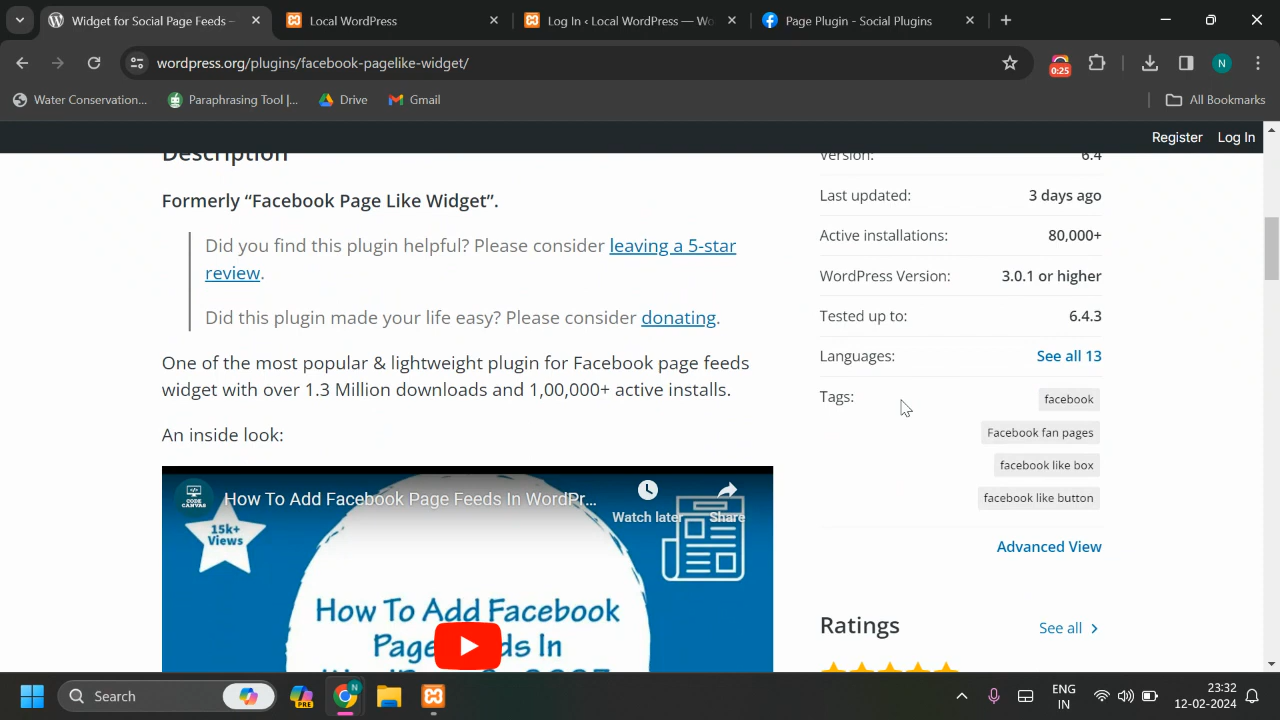 Widget for Social Page Feeds –
Local WordPress
Log In ‹ Local WordPress — Wo
Page Plugin - Social Plugins
wordpress.org/plugins/facebook-pagelike-widget/
0:25
N
Water Conservation...
Paraphrasing Tool |...
Drive
Gmail
All Bookmarks
Register
Log In
Description
Version:
6.4
Formerly “Facebook Page Like Widget”.
Last updated:
3 days ago
Did you find this plugin helpful? Please consider leaving a 5-star
review.
Active installations:
80,000+
WordPress Version:
3.0.1 or higher
Did this plugin made your life easy? Please consider donating.
Tested up to:
6.4.3
One of the most popular & lightweight plugin for Facebook page feeds
widget with over 1.3 Million downloads and 1,00,000+ active installs.
Languages:
See all 13
Tags:
facebook
Facebook fan pages
facebook like box
facebook like button
An inside look:
CODE
CANVAS
How To Add Facebook Page Feeds In WordPr...
Watch later
Share
15k+
Views
Advanced View
How To Add Facebook
Ratings
See all
Search
PRE
N
ENG
IN
23:32
12-02-2024